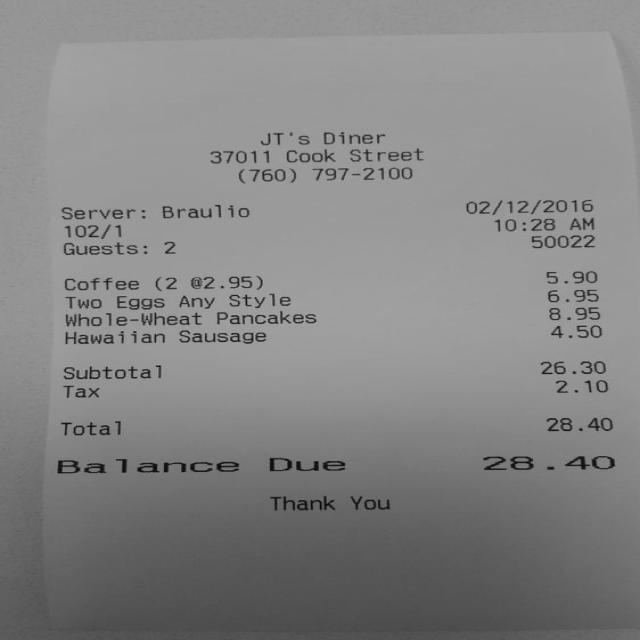 JT's Diner
37011 Cook Street
(760) 797-2100
Server: Braulio 02/12/2016
102/1 10:28 AM
Guests: 2 50022
Coffee (2 @2.95) 5.90
Two Eggs Any Style 6.95
Whole-Wheat Pancakes 8.95
Hawaiian Sausage 4.50
Subtotal 26.30
Tax 2.10
Total 28.40
Balance Due 28.40
Thank You